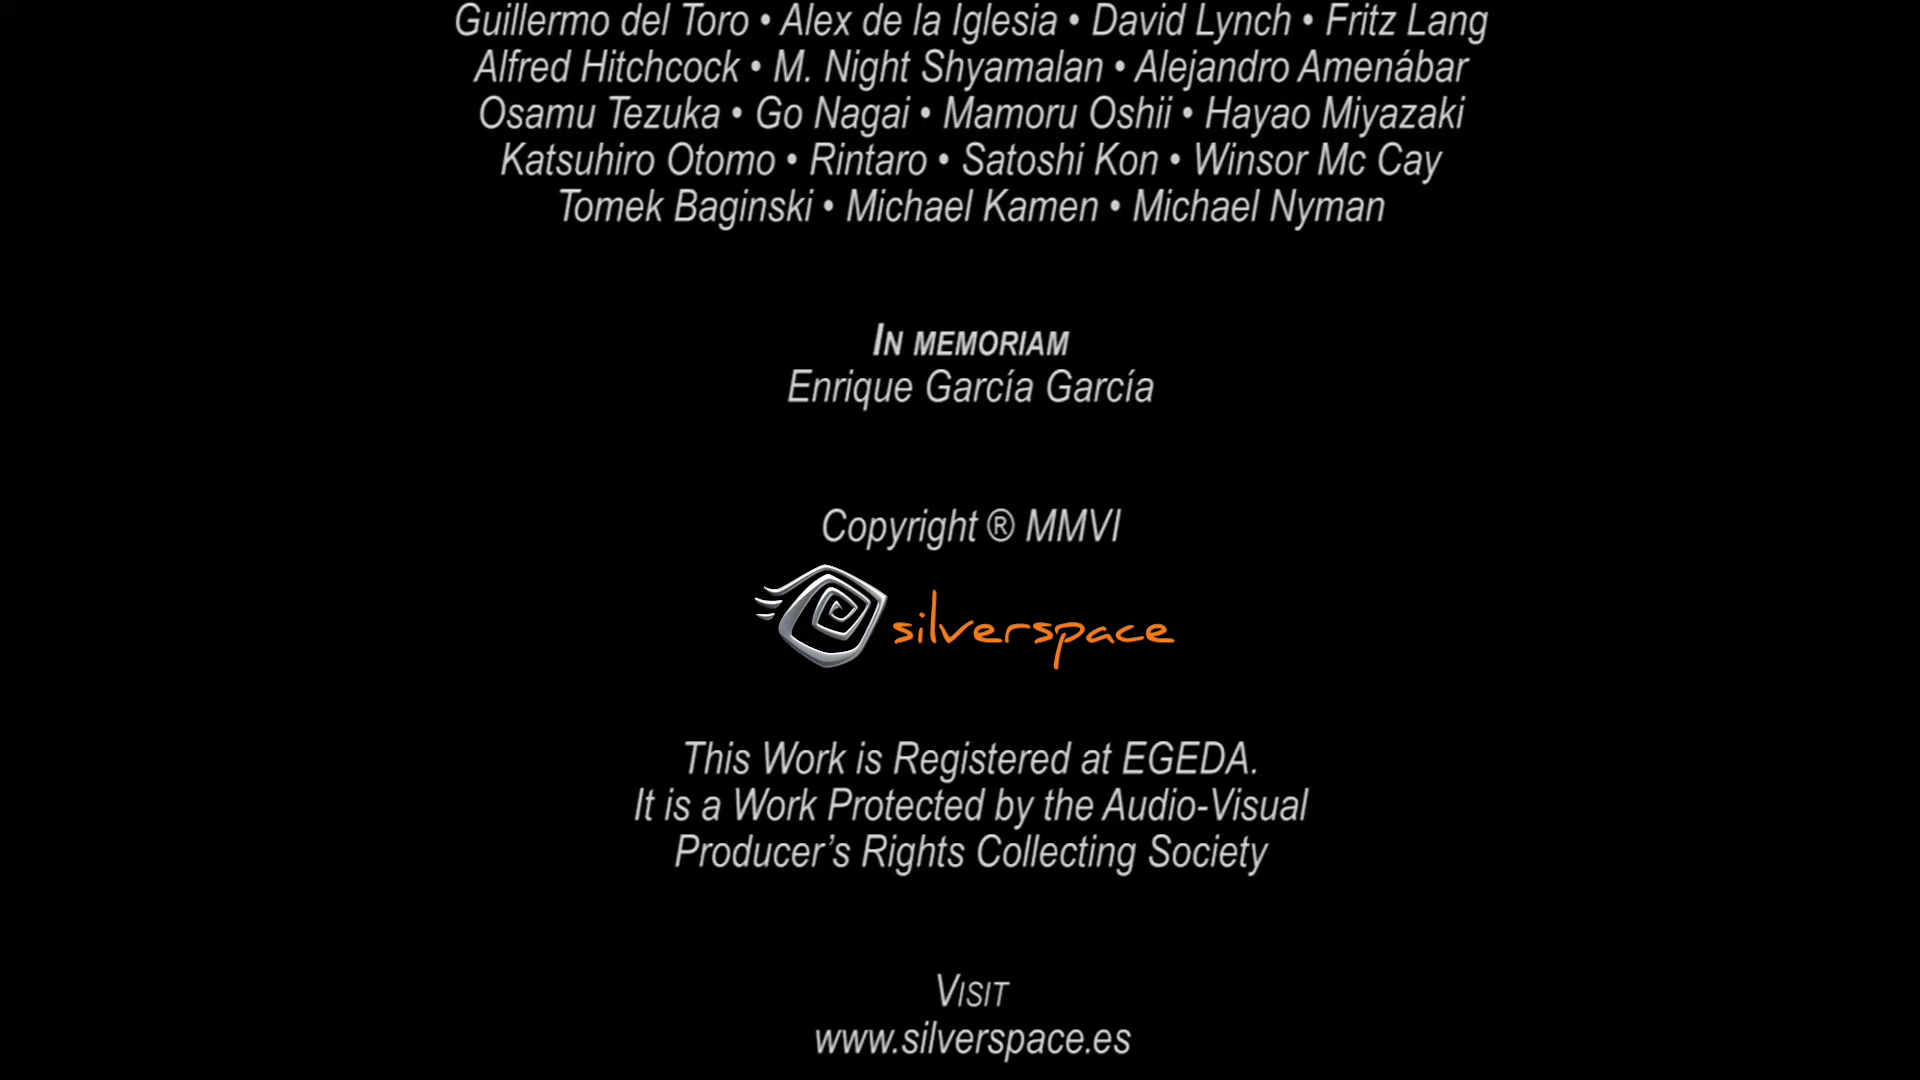 Guillermo del Toro • Alex de la Iglesia • David Lynch • Fritz Lang
Alfred Hitchcock • M. Night Shyamalan • Alejandro Amenábar
Osamu Tezuka • Go Nagai • Mamoru Oshii • Hayao Miyazaki
Katsuhiro Otomo • Rintaro • Satoshi Kon • Winsor Mc Cay
Tomek Baginski • Michael Kamen • Michael Nyman
IN MEMORIAM
Enrique García García
Copyright ® MMVI
silverspace
This Work is Registered at EGEDA.
It is a Work Protected by the Audio-Visual
Producer’s Rights Collecting Society
VISIT
www.silverspace.es